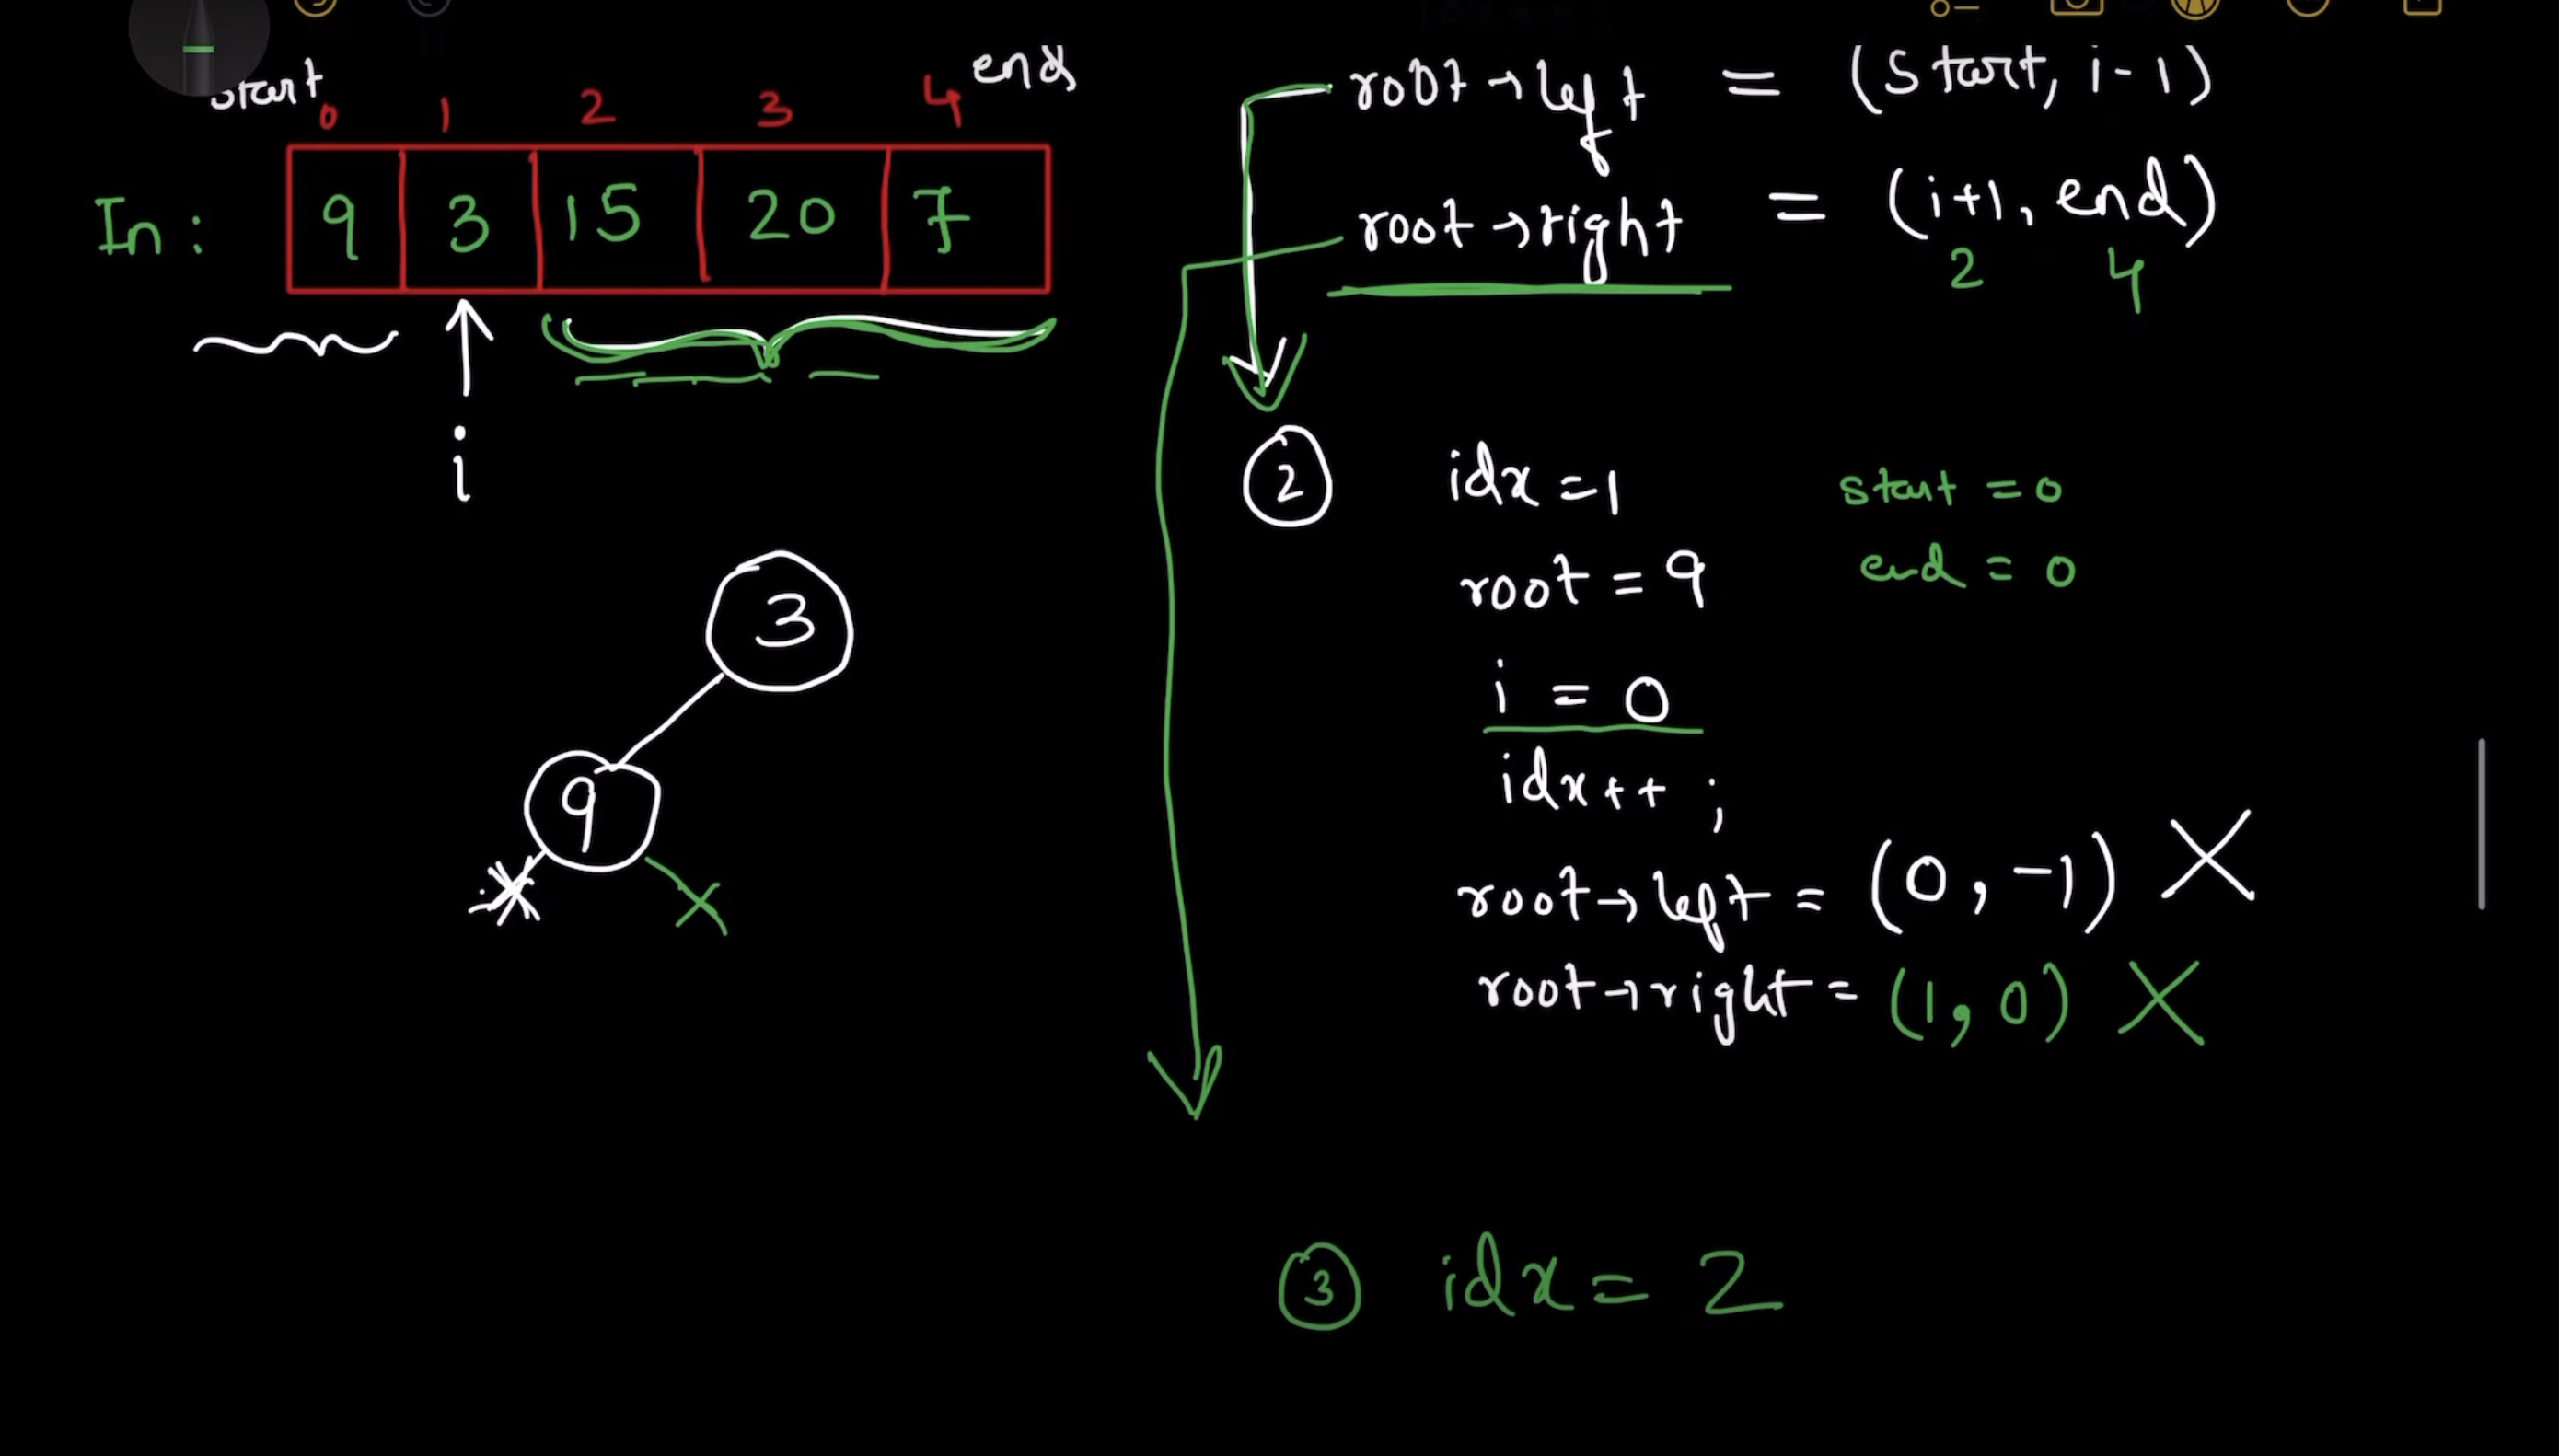 start end
0 1 2 3 4
In : 9 3 15 20 7
i
3
9
root → left = (start, i-1)
root → right = (i+1, end)
2 4
2 idx = 1 start = 0
root = 9 end = 0
i = 0
idx++ ;
root → left = (0, -1) X
root → right = (1, 0) X
3 idx = 2